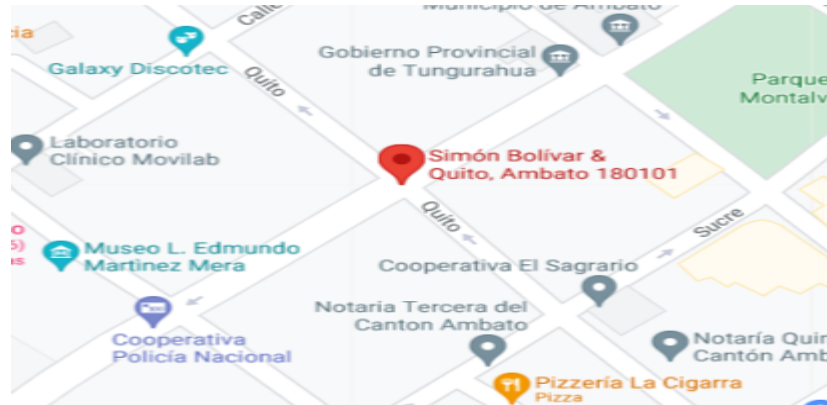 Municipio de Ambato
Calle
ia
Gobierno Provincial
de Tungurahua
Galaxy Discotec
Quito
Parque
Montalv
Laboratorio
Clínico Movilab
Simón Bolívar &
Quito, Ambato 180101
Quito
Sucre
Museo L. Edmundo
Martinez Mera
Cooperativa El Sagrario
Notaria Tercera del
Canton Ambato
Cooperativa
Policía Nacional
Notaría Quin
Cantón Amb
Pizzería La Cigarra
Pizza